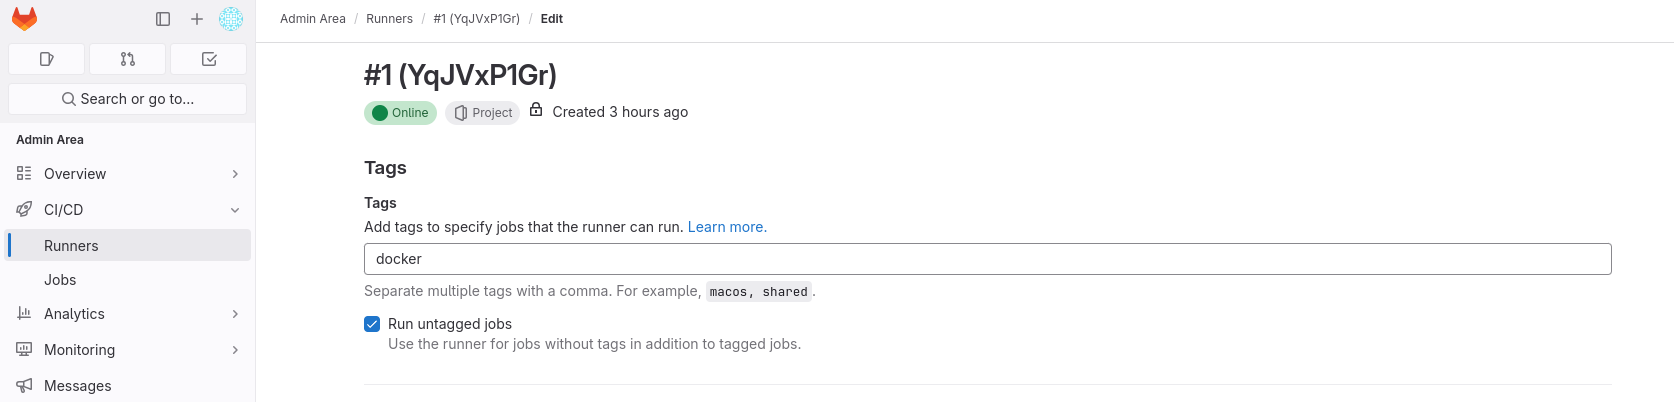 Admin Area / Runners / #1 (YqJVxP1Gr) / Edit
Search or go to...
Admin Area
Overview
CI/CD
Runners
Jobs
Analytics
Monitoring
Messages
#1 (YqJVxP1Gr)
Online Project Created 3 hours ago
Tags
Tags
Add tags to specify jobs that the runner can run. Learn more.
docker
Separate multiple tags with a comma. For example, macos, shared.
Run untagged jobs
Use the runner for jobs without tags in addition to tagged jobs.